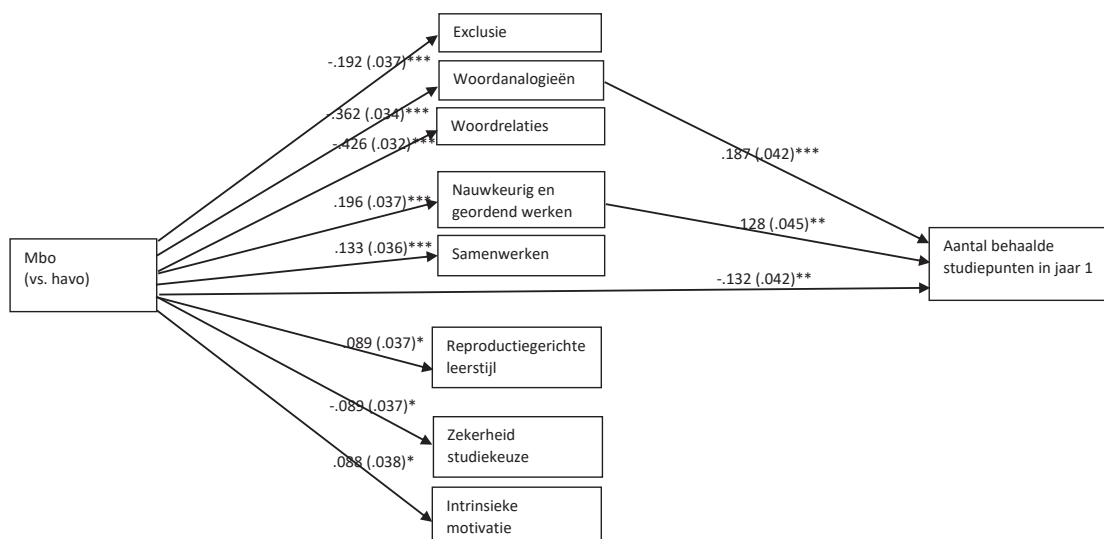 Exclusie
-.192 (.037)***
Woordanalogieën
-.362 (.034)***
Woordrelaties
-.426 (.032)***
.187 (.042)***
Nauwkeurig en
geordend werken
.196 (.037)***
.128 (.045)**
Samenwerken
.133 (.036)***
Mbo
(vs. havo)
Aantal behaalde
studiepunten in jaar 1
-.132 (.042)**
Reproductiegerichte
leerstijl
.089 (.037)*
-.089 (.037)*
Zekerheid
studiekeuze
.088 (.038)*
Intrinsieke
motivatie